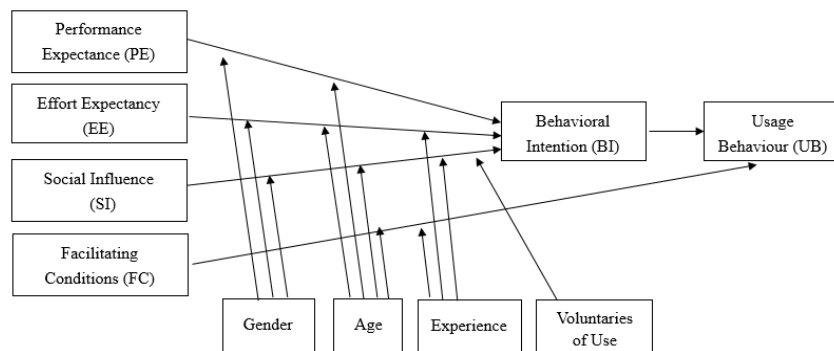 Performance
Expectance (PE)
Effort Expectancy
(EE)
Social Influence
(SI)
Facilitating
Conditions (FC)
Behavioral
Intention (BI)
Usage
Behaviour (UB)
Gender
Age
Experience
Voluntaries
of Use